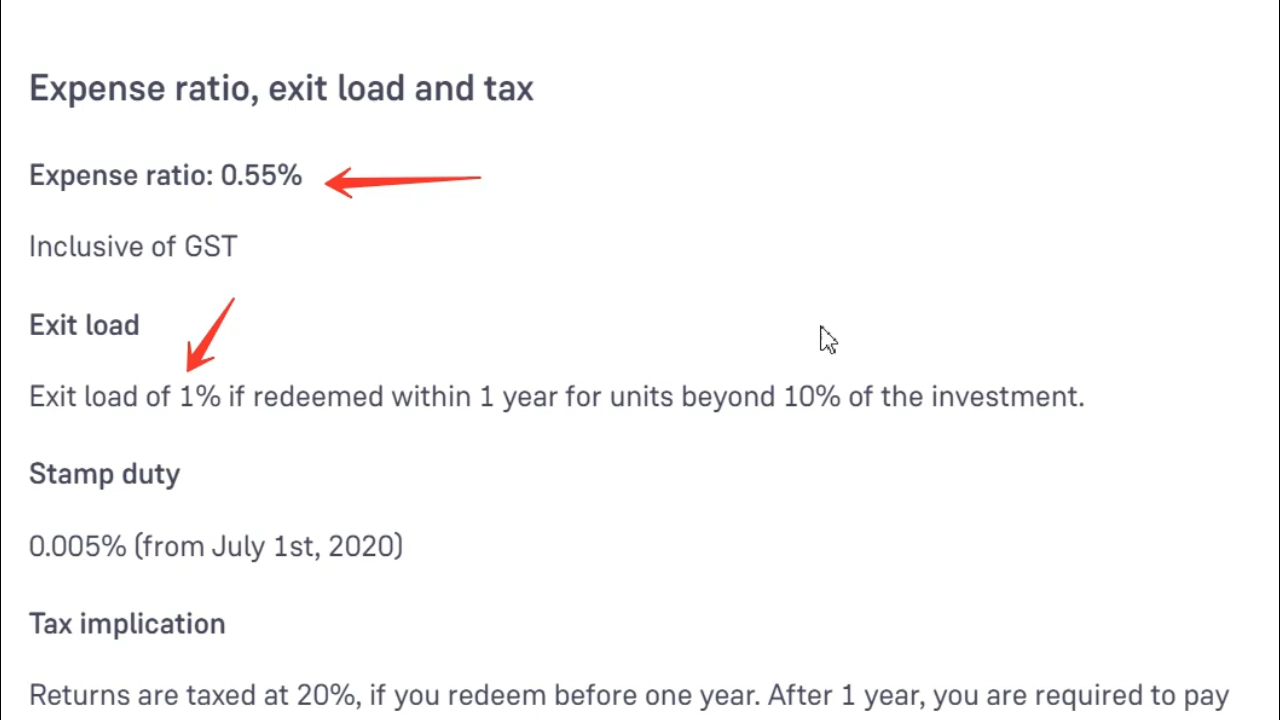 Expense ratio, exit load and tax
Expense ratio: 0.55%
Inclusive of GST
Exit load
Exit load of 1% if redeemed within 1 year for units beyond 10% of the investment.
Stamp duty
0.005% (from July 1st, 2020)
Tax implication
Returns are taxed at 20%, if you redeem before one year. After 1 year, you are required to pay